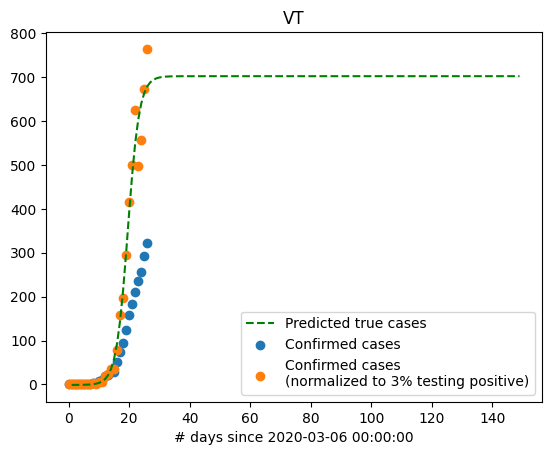 VT
800
700
600
500
400
300
200
100
0
Predicted true cases
Confirmed cases
Confirmed cases
(normalized to 3% testing positive)
0 20 40 60 80 100 120 140
# days since 2020-03-06 00:00:00